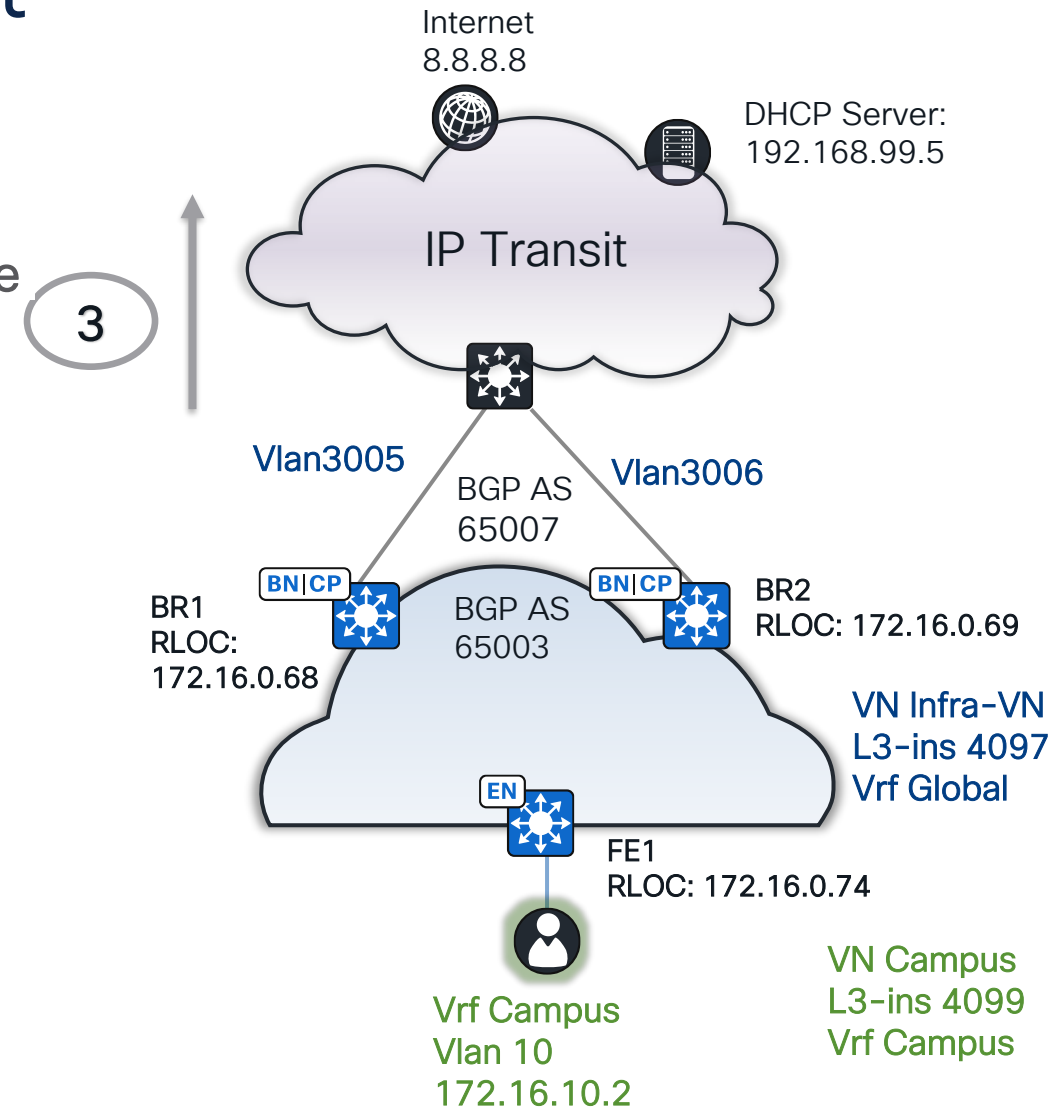 Internet
8.8.8.8
DHCP Server:
192.168.99.5
IP Transit
e
3
Vlan3005
Vlan3006
BGP AS
65007
BN|CP
BN|CP
BR1
RLOC:
172.16.0.68
BGP AS
65003
BR2
RLOC: 172.16.0.69
VN Infra-VN
L3-ins 4097
Vrf Global
EN
FE1
RLOC: 172.16.0.74
VN Campus
L3-ins 4099
Vrf Campus
Vrf Campus
Vlan 10
172.16.10.2